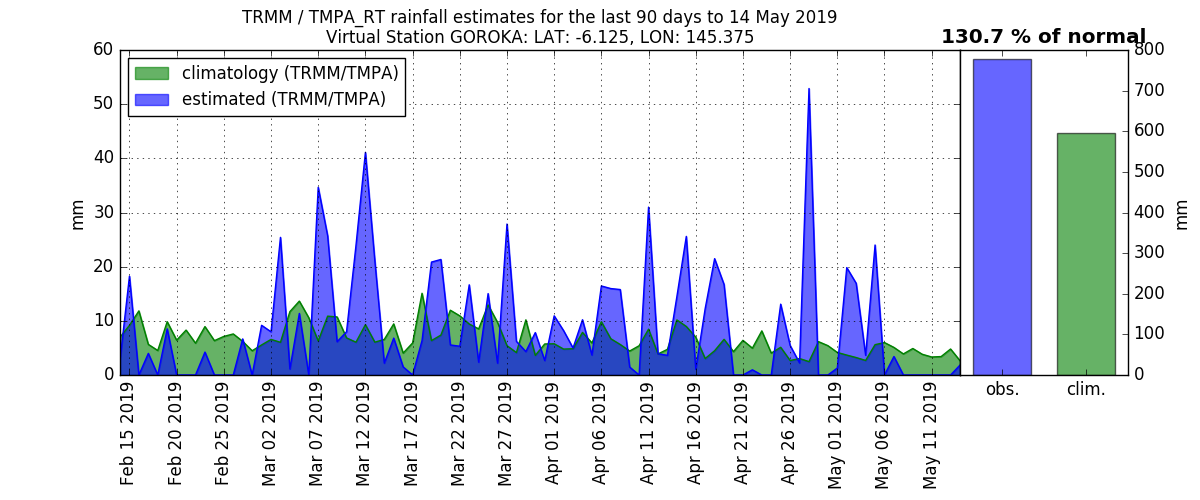 TRMM / TMPA_RT rainfall estimates for the last 90 days to 14 May 2019
Virtual Station GOROKA: LAT: -6.125, LON: 145.375
130.7 % of normal
climatology (TRMM/TMPA)
estimated (TRMM/TMPA)
60
50
40
30
20
10
0
mm
Feb 15 2019
Feb 20 2019
Feb 25 2019
Mar 02 2019
Mar 07 2019
Mar 12 2019
Mar 17 2019
Mar 22 2019
Mar 27 2019
Apr 01 2019
Apr 06 2019
Apr 11 2019
Apr 16 2019
Apr 21 2019
Apr 26 2019
May 01 2019
May 06 2019
May 11 2019
800
700
600
500
400
300
200
100
0
mm
obs.
clim.